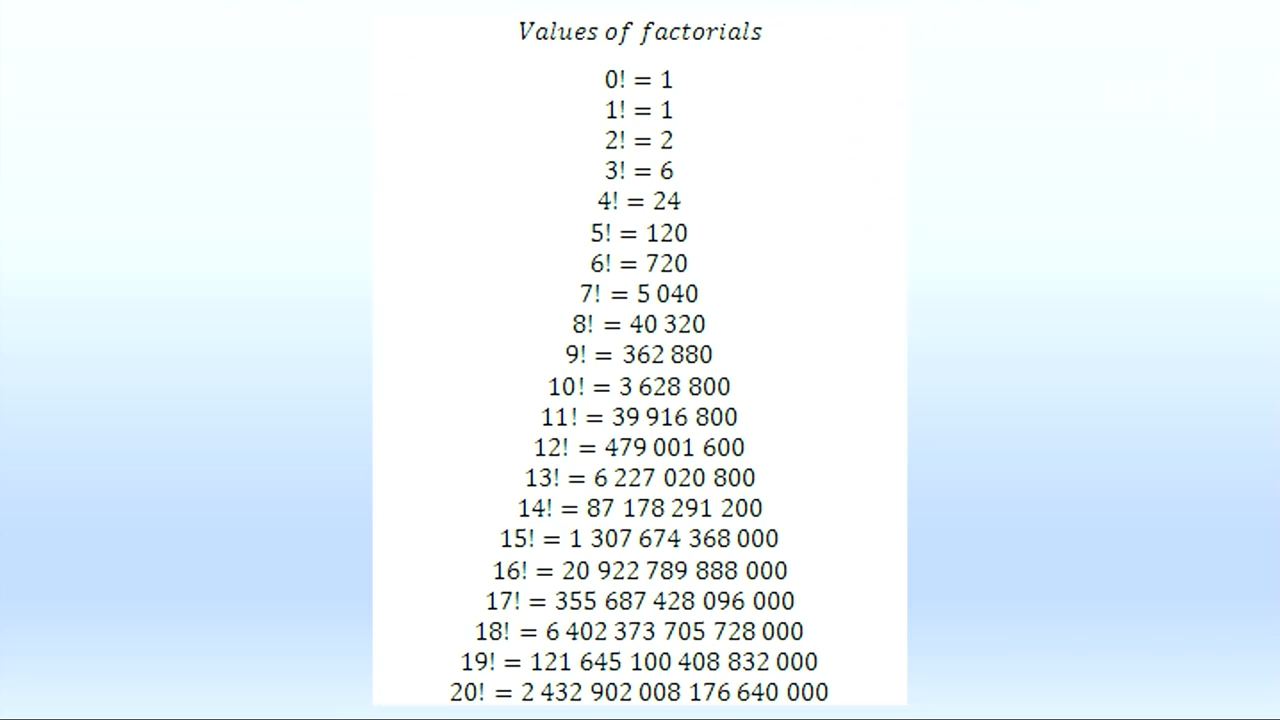 Values of factorials
0! = 1
1! = 1
2! = 2
3! = 6
4! = 24
5! = 120
6! = 720
7! = 5 040
8! = 40 320
9! = 362 880
10! = 3 628 800
11! = 39 916 800
12! = 479 001 600
13! = 6 227 020 800
14! = 87 178 291 200
15! = 1 307 674 368 000
16! = 20 922 789 888 000
17! = 355 687 428 096 000
18! = 6 402 373 705 728 000
19! = 121 645 100 408 832 000
20! = 2 432 902 008 176 640 000